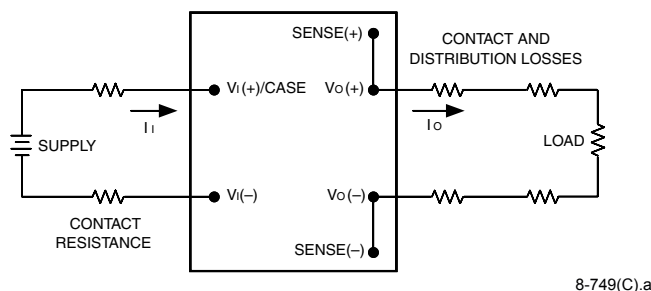 SENSE(+)
CONTACT AND
DISTRIBUTION LOSSES
VI(+)/CASE
VO(+)
II
IO
SUPPLY
LOAD
VI(–)
VO(–)
CONTACT
RESISTANCE
SENSE(–)
8-749(C).a